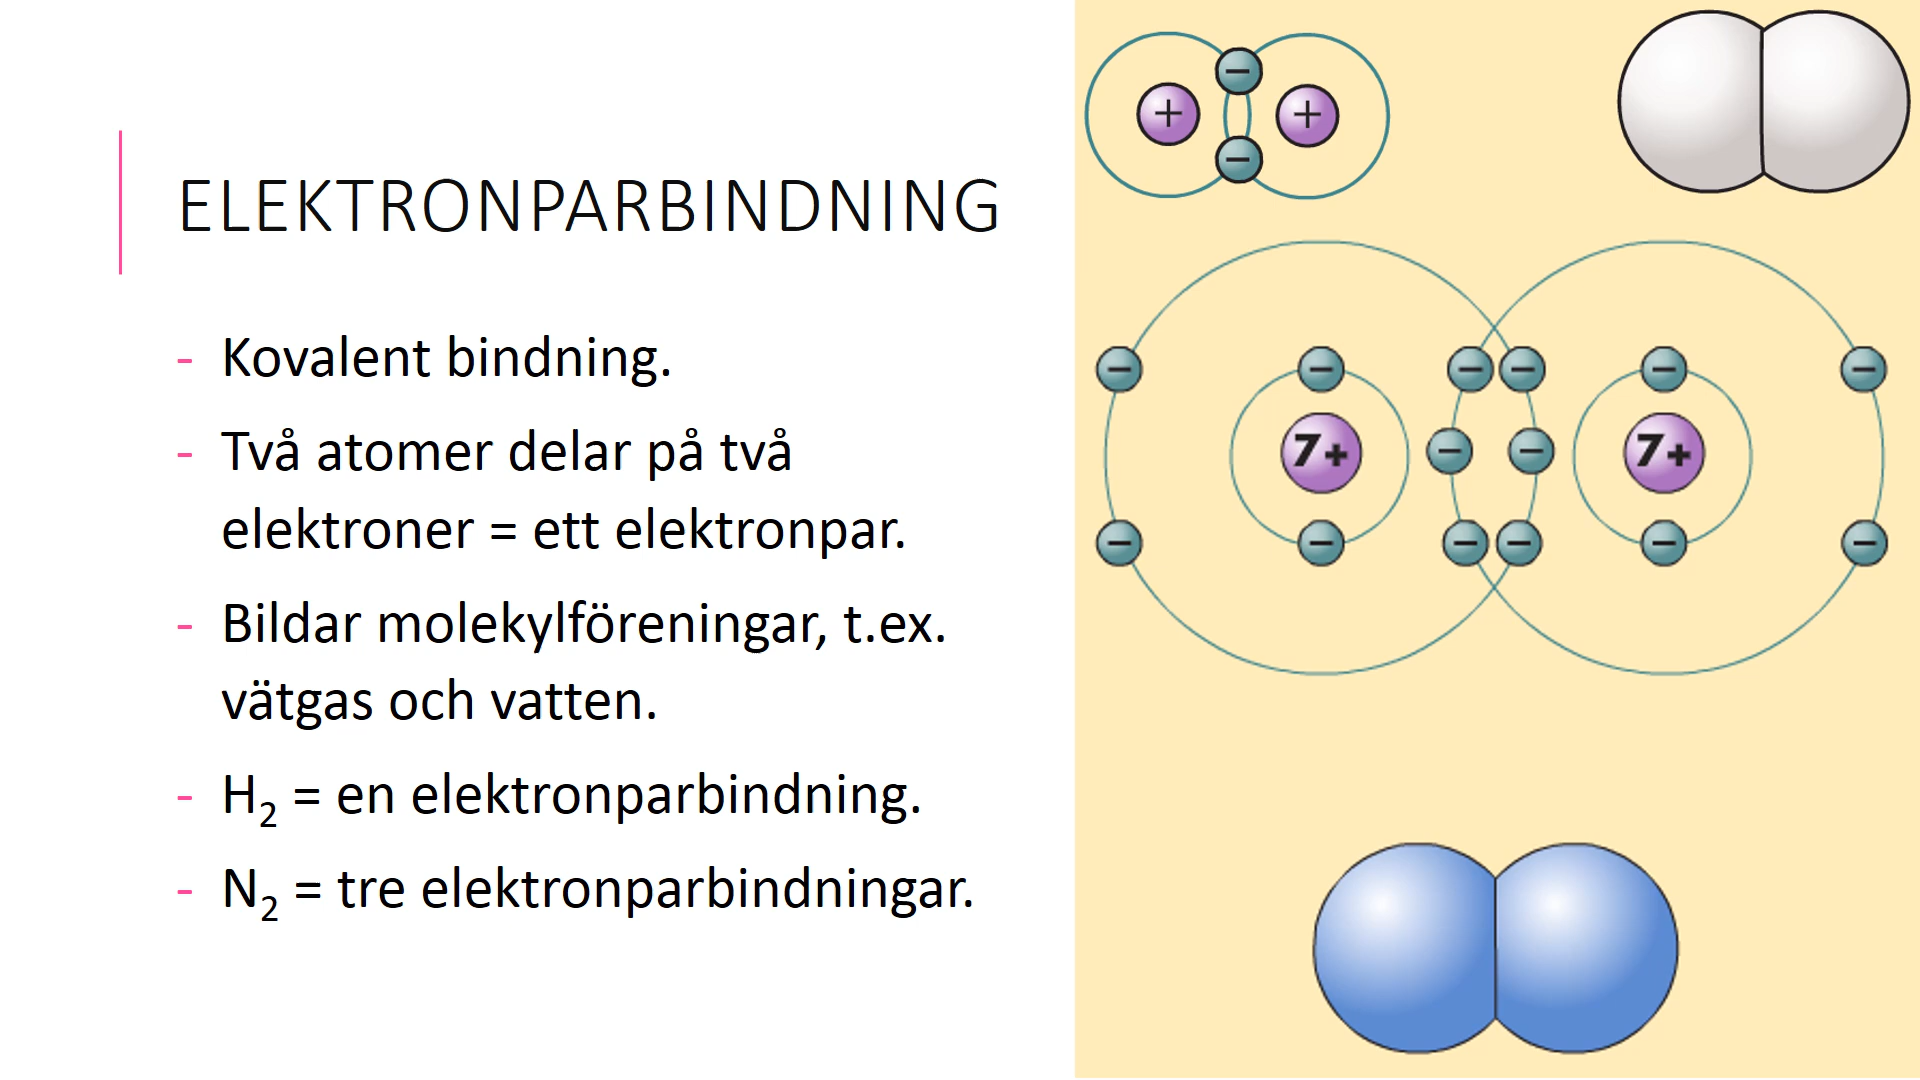 ELEKTRONPARBINDNING
- Kovalent bindning.
- Två atomer delar på två
elektroner = ett elektronpar.
- Bildar molekylföreningar, t.ex.
vätgas och vatten.
- H₂ = en elektronparbindning.
- N₂ = tre elektronparbindningar.
− 
+ +
−
− − − − − −
7+ − − 7+
− − − − − −